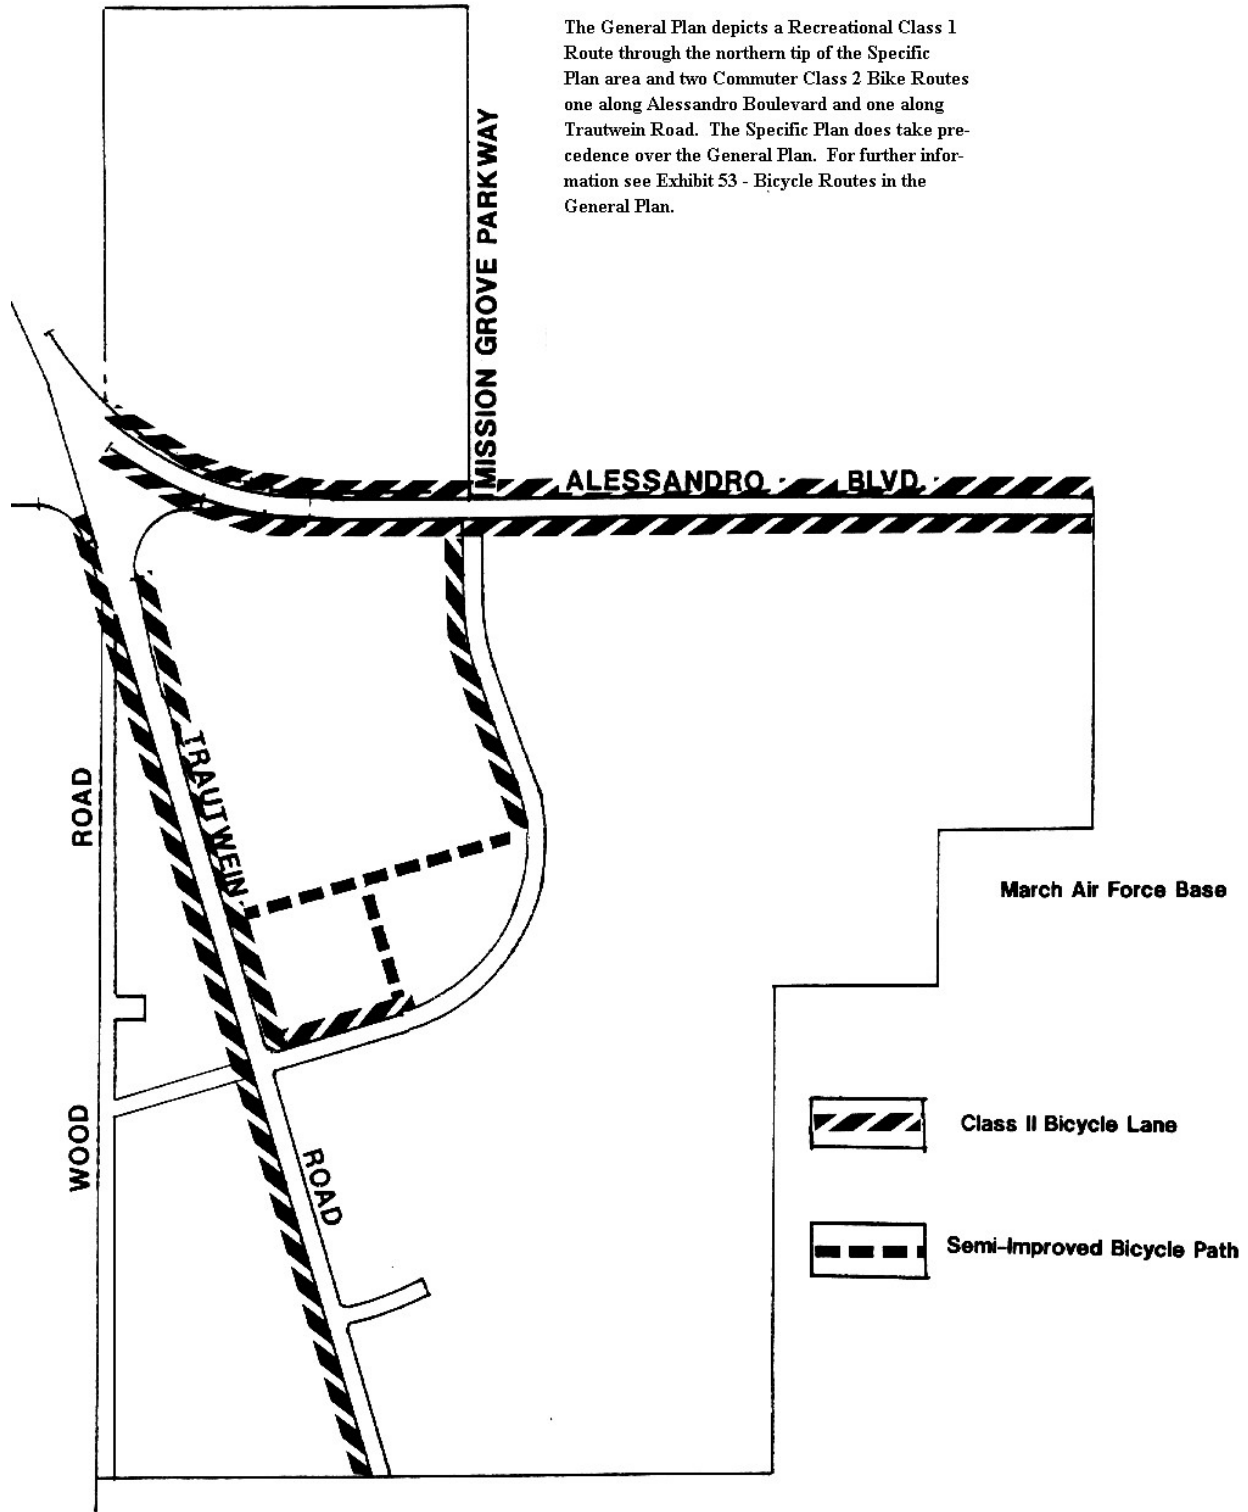 The General Plan depicts a Recreational Class 1
Route through the northern tip of the Specific
Plan area and two Commuter Class 2 Bike Routes
one along Alessandro Boulevard and one along
Trautwein Road. The Specific Plan does take pre-
cedence over the General Plan. For further infor-
mation see Exhibit 53 - Bicycle Routes in the
General Plan.
MISSION GROVE PARKWAY
ALESSANDRO BLVD.
TRAUTWEIN
ROAD
WOOD
ROAD
March Air Force Base
Class II Bicycle Lane
Semi-Improved Bicycle Path